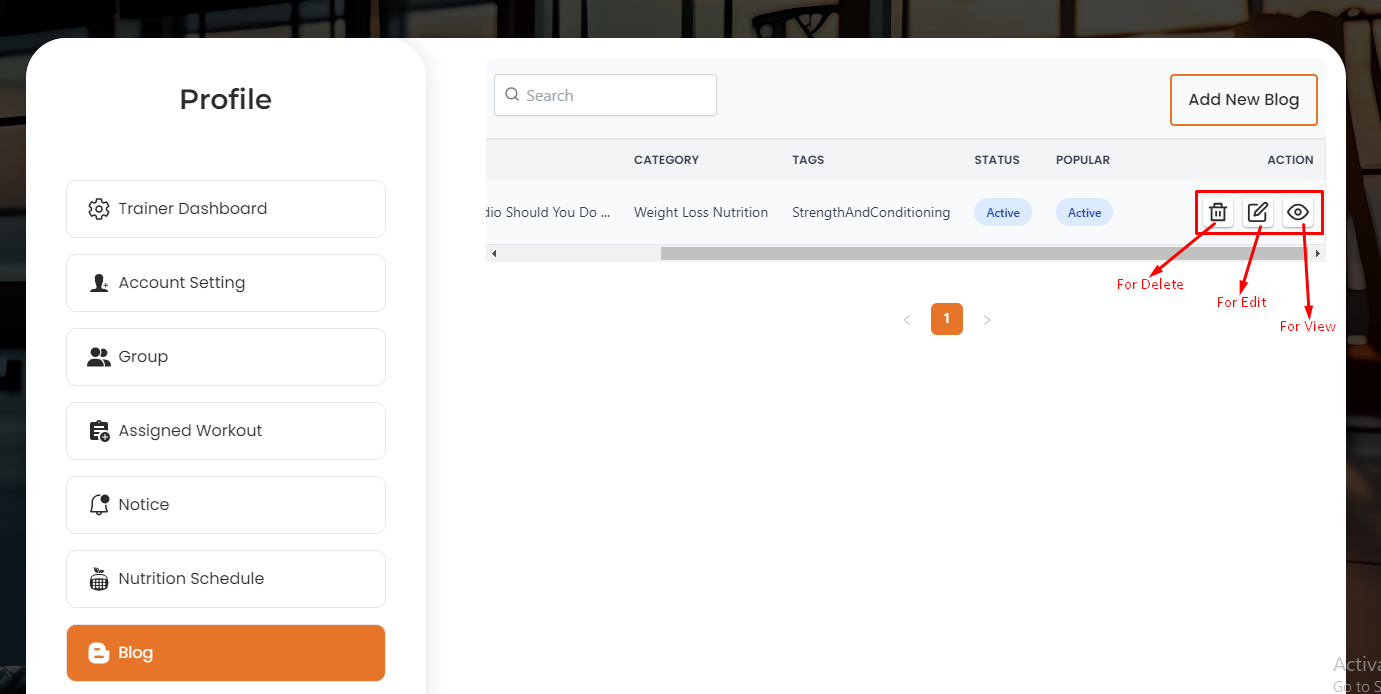 Profile
Trainer Dashboard
Account Setting
Group
Assigned Workout
Notice
Nutrition Schedule
Blog
Search
Add New Blog
CATEGORY TAGS STATUS POPULAR ACTION
dio Should You Do ... Weight Loss Nutrition StrengthAndConditioning Active Active
For Delete
For Edit
For View
1
Activa
Go to S